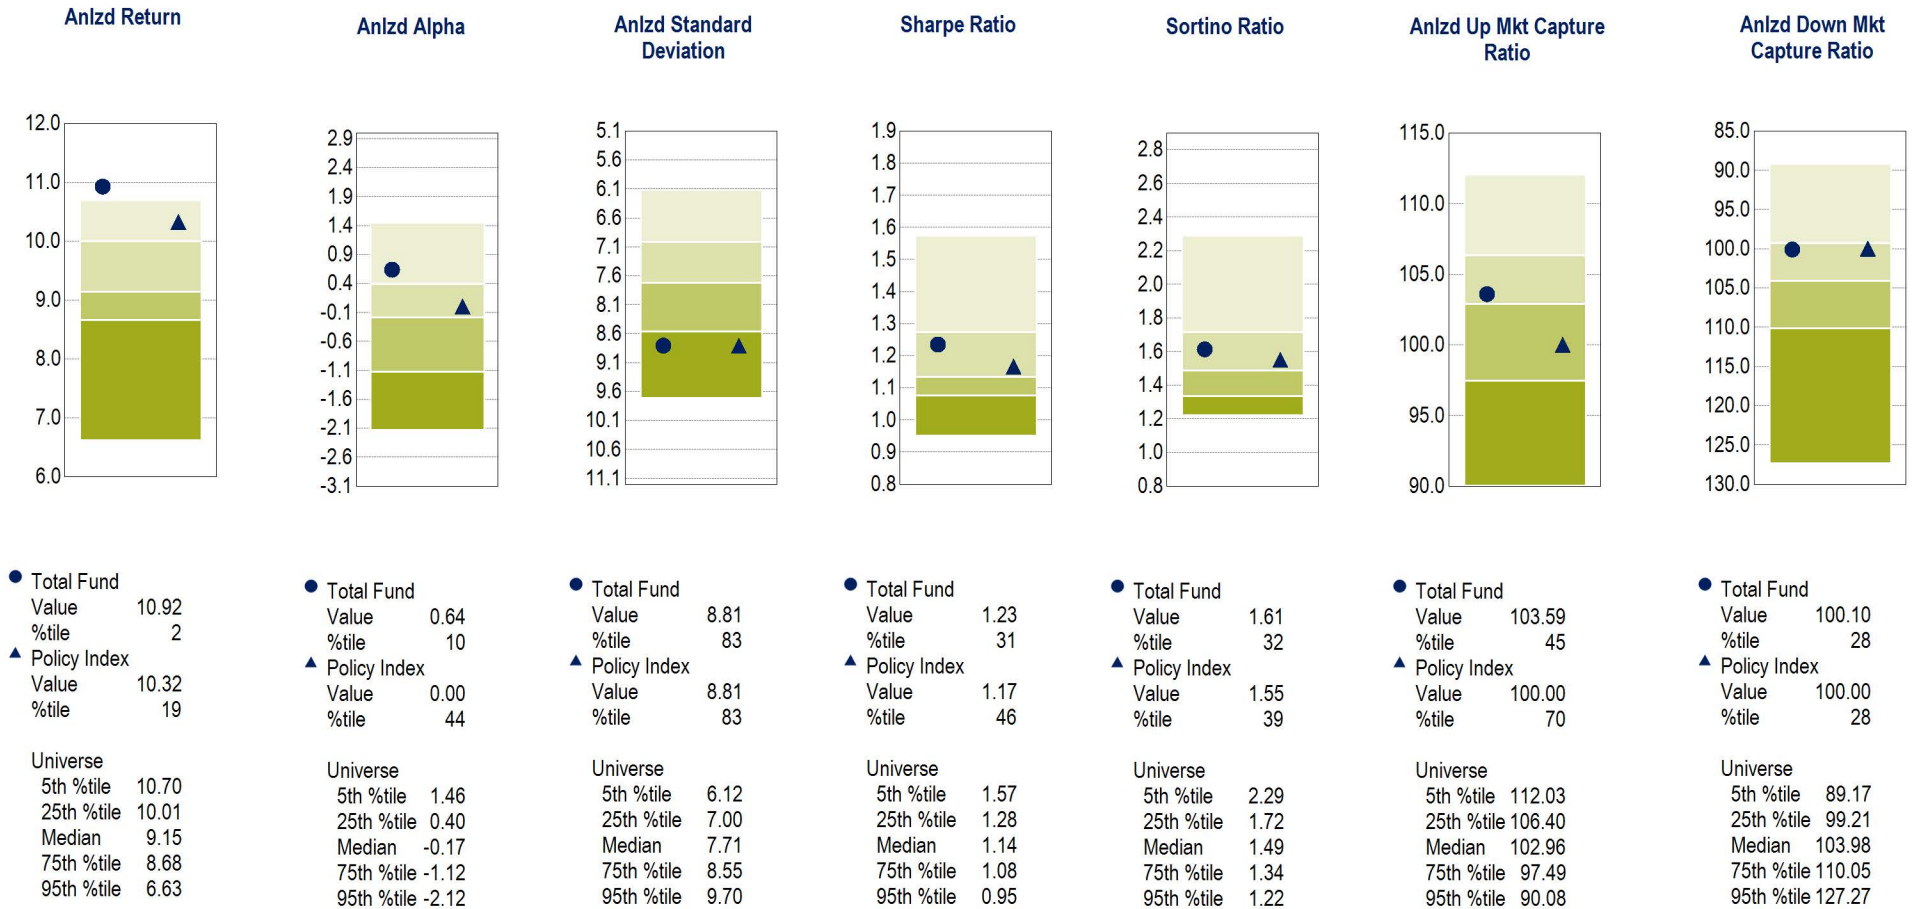 Anlzd Return
12.0
11.0
10.0
9.0
8.0
7.0
6.0
Total Fund
Value 10.92
%tile 2
Policy Index
Value 10.32
%tile 19
Universe
5th %tile 10.70
25th %tile 10.01
Median 9.15
75th %tile 8.68
95th %tile 6.63
Anlzd Alpha
2.9
2.4
1.9
1.4
0.9
0.4
-0.1
-0.6
-1.1
-1.6
-2.1
-2.6
-3.1
Total Fund
Value 0.64
%tile 10
Policy Index
Value 0.00
%tile 44
Universe
5th %tile 1.46
25th %tile 0.40
Median -0.17
75th %tile -1.12
95th %tile -2.12
Anlzd Standard
Deviation
5.1
5.6
6.1
6.6
7.1
7.6
8.1
8.6
9.1
9.6
10.1
10.6
11.1
Total Fund
Value 8.81
%tile 83
Policy Index
Value 8.81
%tile 83
Universe
5th %tile 6.12
25th %tile 7.00
Median 7.71
75th %tile 8.55
95th %tile 9.70
Sharpe Ratio
1.9
1.8
1.7
1.6
1.5
1.4
1.3
1.2
1.1
1.0
0.9
0.8
Total Fund
Value 1.23
%tile 31
Policy Index
Value 1.17
%tile 46
Universe
5th %tile 1.57
25th %tile 1.28
Median 1.14
75th %tile 1.08
95th %tile 0.95
Sortino Ratio
2.8
2.6
2.4
2.2
2.0
1.8
1.6
1.4
1.2
1.0
0.8
Total Fund
Value 1.61
%tile 32
Policy Index
Value 1.55
%tile 39
Universe
5th %tile 2.29
25th %tile 1.72
Median 1.49
75th %tile 1.34
95th %tile 1.22
Anlzd Up Mkt Capture
Ratio
115.0
110.0
105.0
100.0
95.0
90.0
Total Fund
Value 103.59
%tile 45
Policy Index
Value 100.00
%tile 70
Universe
5th %tile 112.03
25th %tile 106.40
Median 102.96
75th %tile 97.49
95th %tile 90.08
Anlzd Down Mkt
Capture Ratio
85.0
90.0
95.0
100.0
105.0
110.0
115.0
120.0
125.0
130.0
Total Fund
Value 100.10
%tile 28
Policy Index
Value 100.00
%tile 28
Universe
5th %tile 89.17
25th %tile 99.21
Median 103.98
75th %tile 110.05
95th %tile 127.27